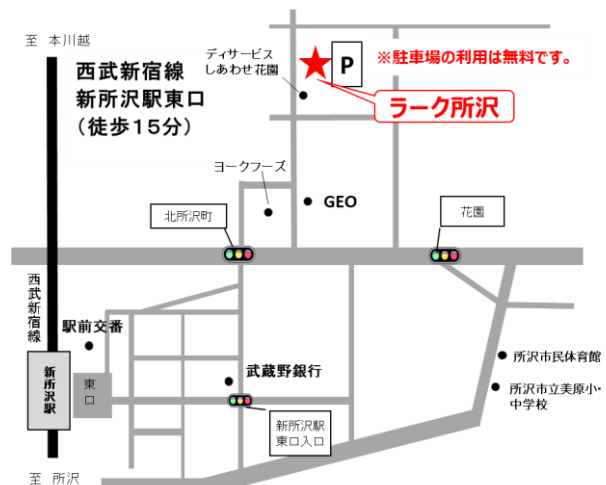 至 本川越
西武新宿線
新所沢駅東口
（徒歩15分）
ディサービス
しあわせ花園
P
※駐車場の利用は無料です。
ラーク所沢
ヨークフーズ
GEO
北所沢町
花園
西武新宿線
駅前交番
新所沢駅
東口
武蔵野銀行
新所沢駅
東口入口
所沢市民体育館
所沢市立美原小・
中学校
至 所沢